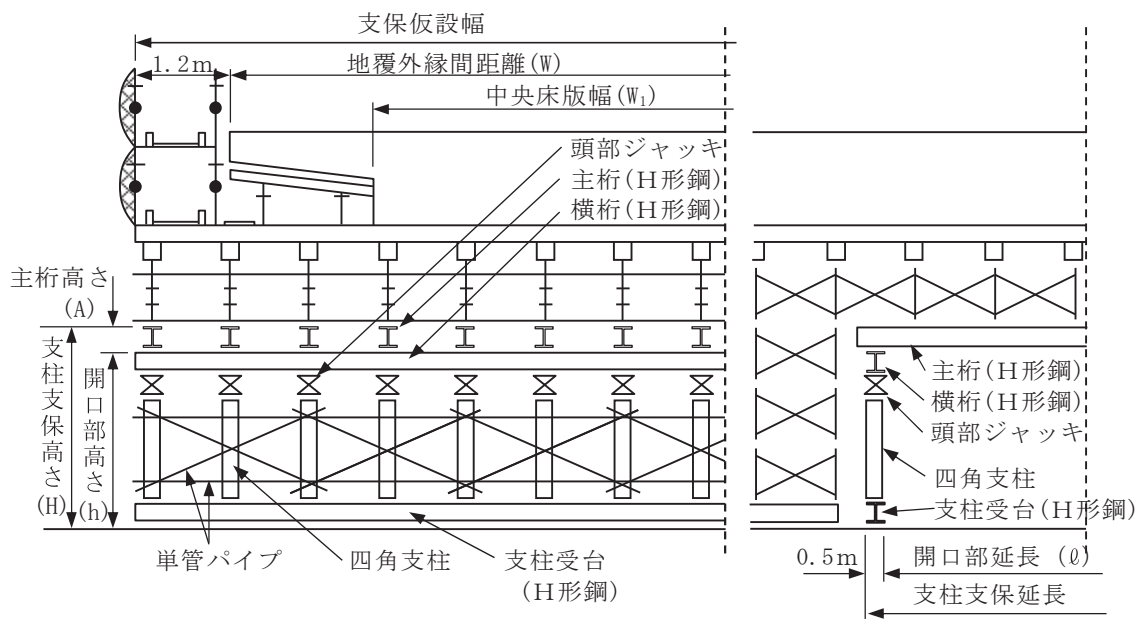 支保仮設幅
1.2m
地覆外縁間距離(W)
中央床版幅(W₁)
頭部ジャッキ
主桁(H形鋼)
横桁(H形鋼)
主桁高さ
(A)
支柱支保高さ
(H)
開口部高さ
(h)
主桁(H形鋼)
横桁(H形鋼)
頭部ジャッキ
四角支柱
支柱受台(H形鋼)
単管パイプ
四角支柱
支柱受台
(H形鋼)
0.5m
開口部延長 (ℓ)
支柱支保延長